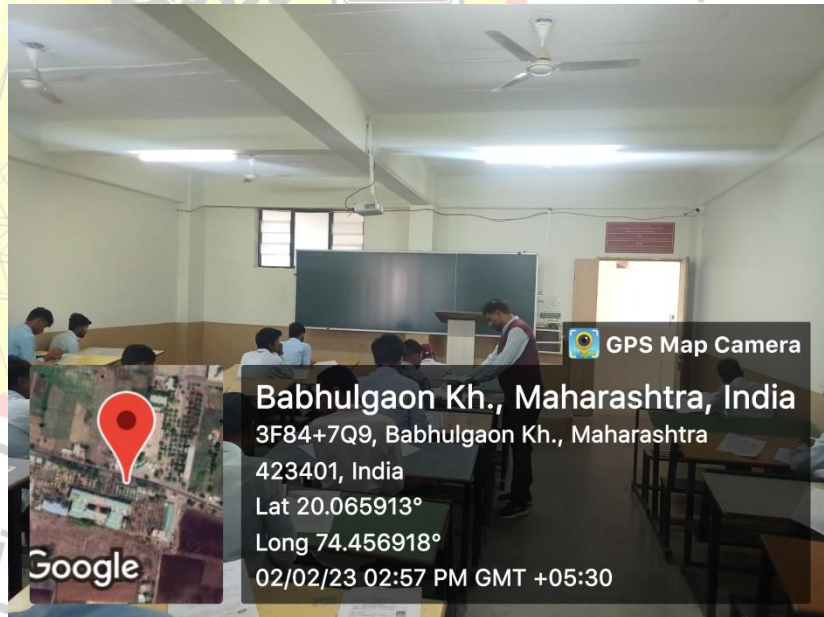 GPS Map Camera
Babhulgaon Kh., Maharashtra, India
3F84+7Q9, Babhulgaon Kh., Maharashtra
423401, India
Lat 20.065913°
Long 74.456918°
02/02/23 02:57 PM GMT +05:30
Google